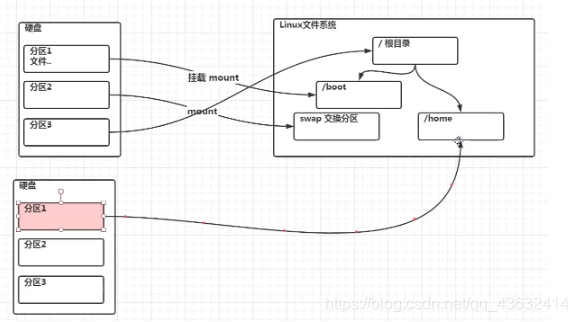 硬盘
分区1
文件..
分区2
分区3
挂载 mount
mount
Linux文件系统
/ 根目录
/boot
swap 交换分区
/home
硬盘
分区1
分区2
分区3
https://blog.csdn.net/qq_43632414